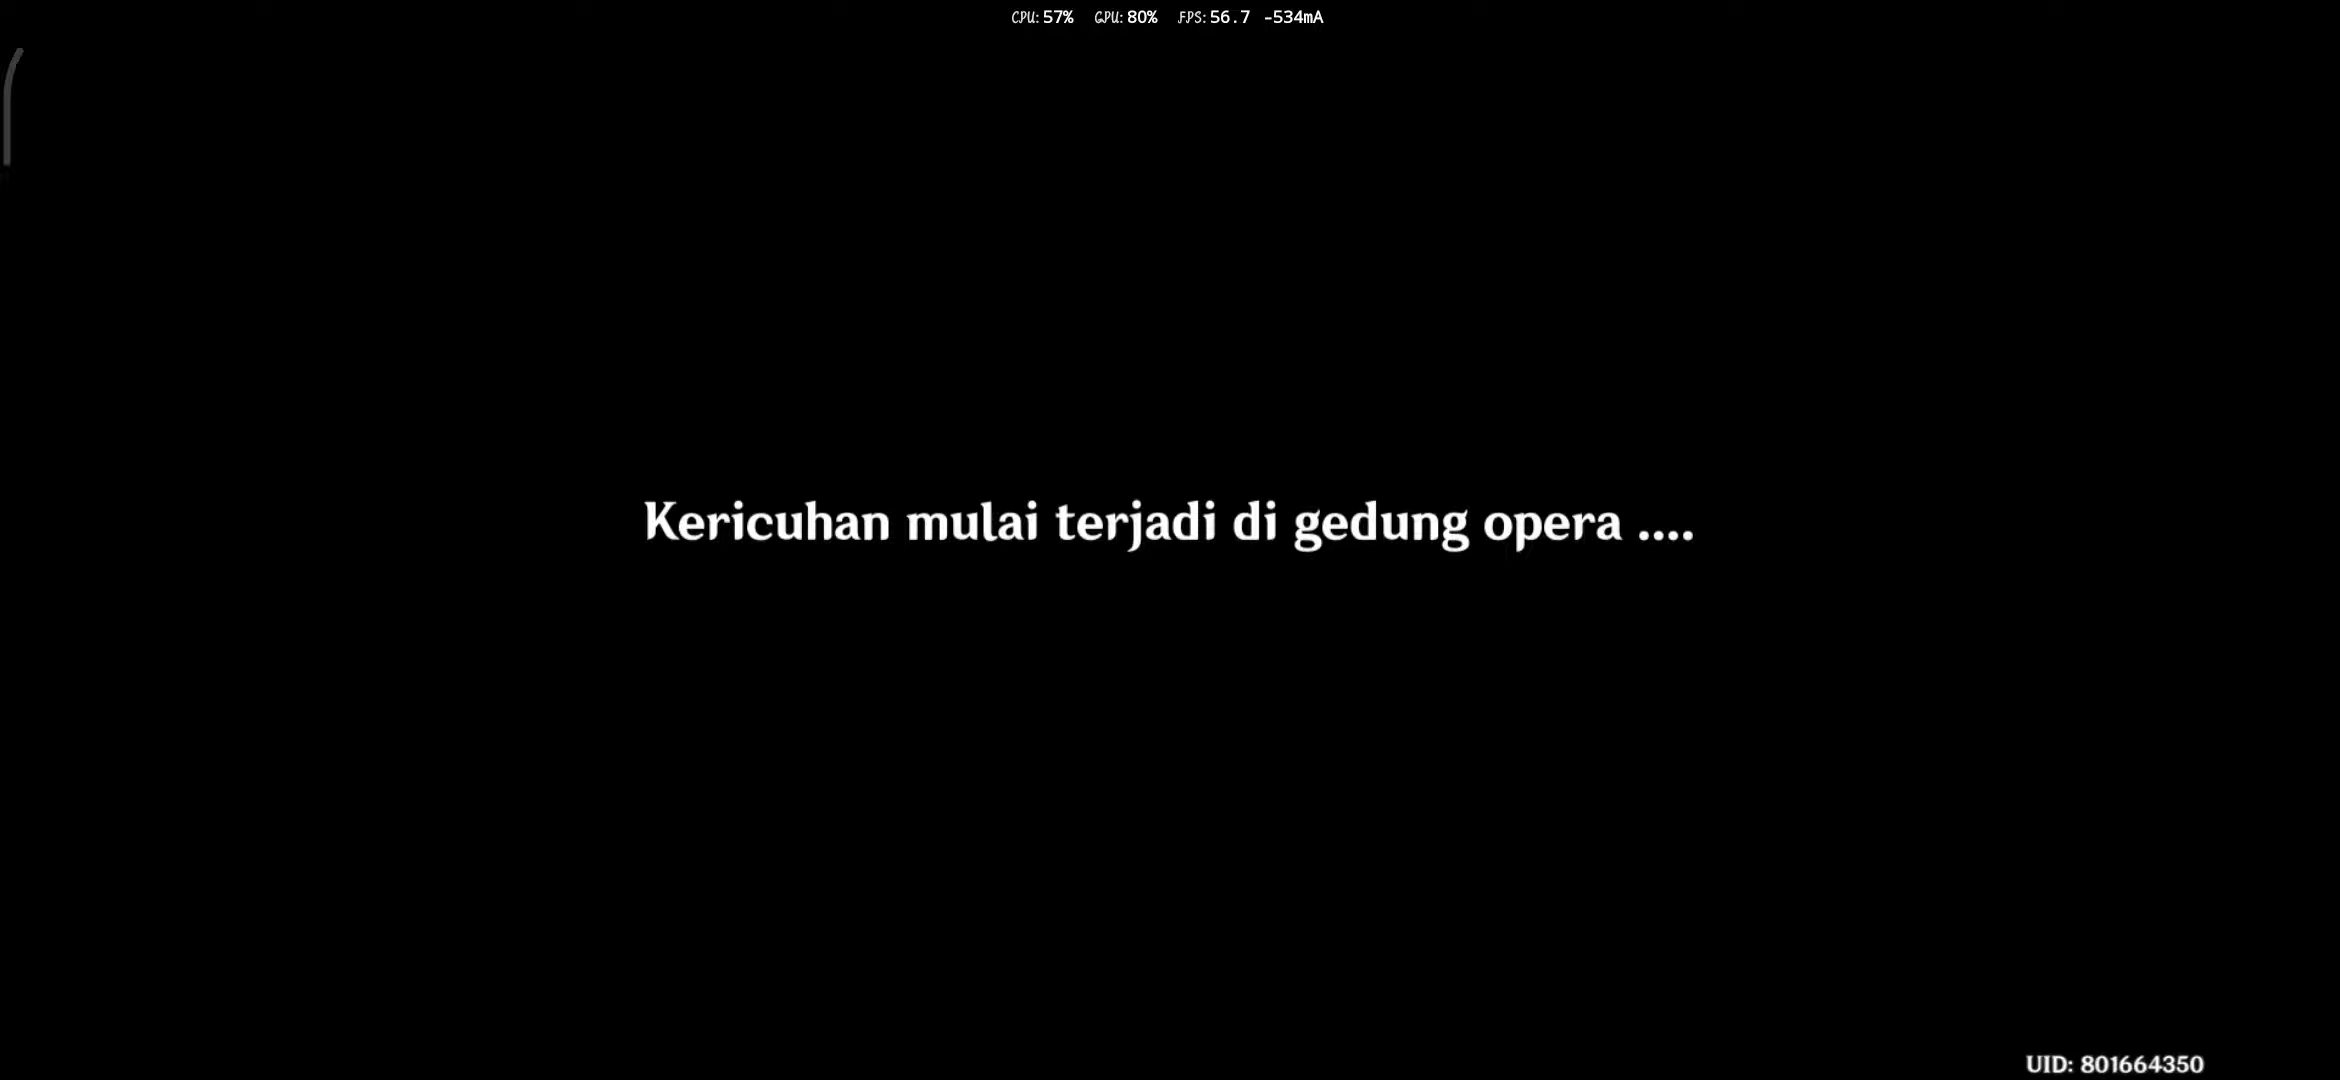 CPU: 57% GPU: 80% FPS: 56.7 -534mA
Kericuhan mulai terjadi di gedung opera ....
UID: 801664350